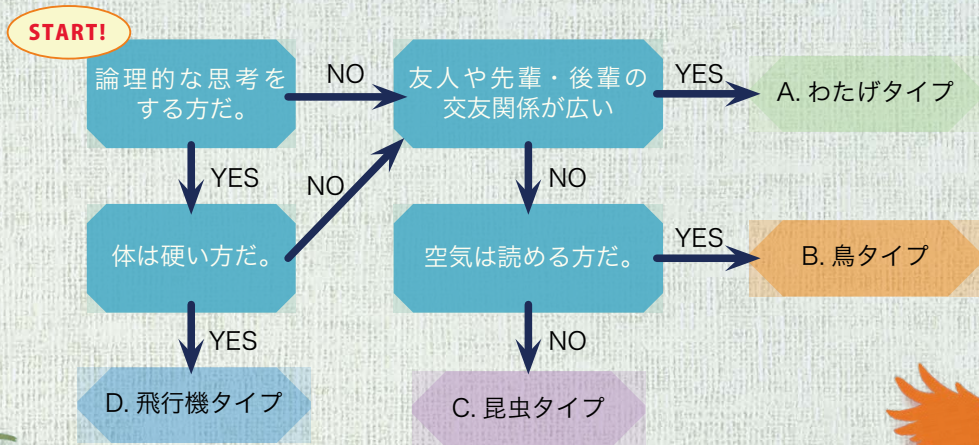 START!
論理的な思考を
する方だ。
NO
友人や先輩・後輩の
交友関係が広い
YES
A. わたげタイプ
YES
NO
NO
体は硬い方だ。
空気は読める方だ。
YES
B. 鳥タイプ
YES
NO
D. 飛行機タイプ
C. 昆虫タイプ